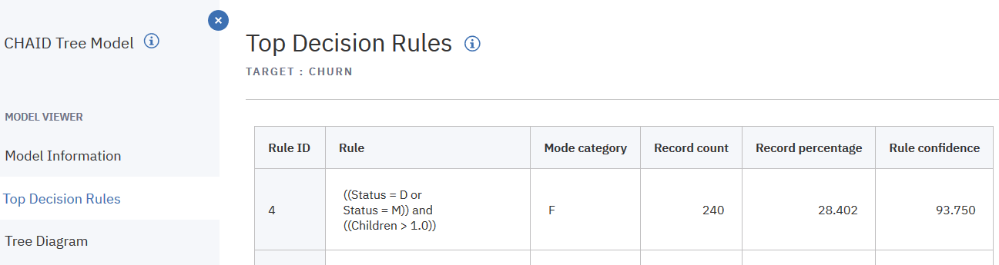 CHAID Tree Model
MODEL VIEWER
Model Information
Top Decision Rules
Tree Diagram
Top Decision Rules
TARGET : CHURN
Rule ID Rule Mode category Record count Record percentage Rule confidence
4 ((Status = D or F 240 28.402 93.750
Status = M)) and
((Children > 1.0))